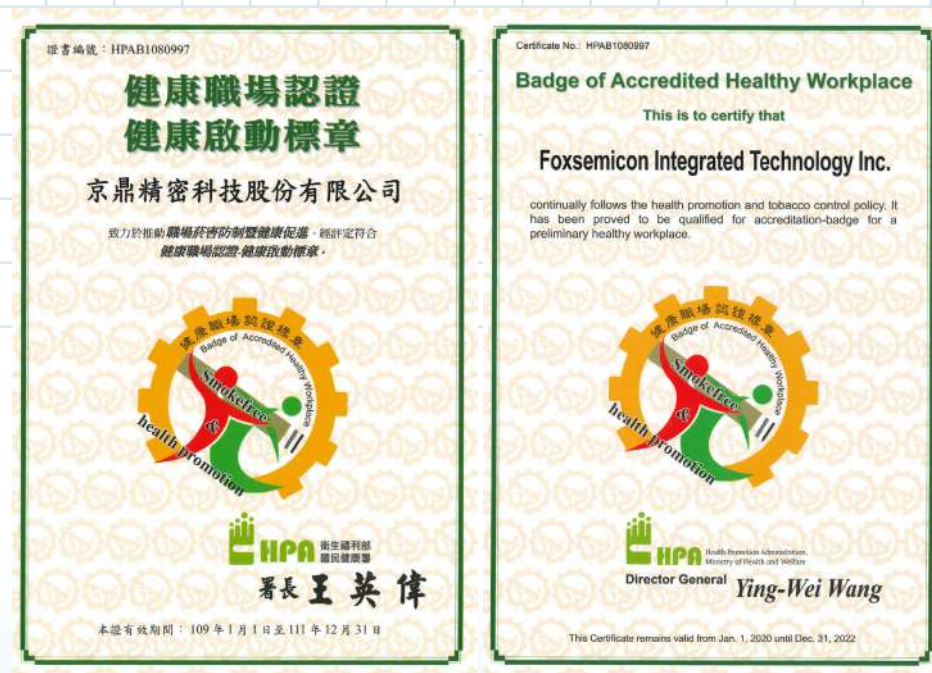 證書編號：HPAB1080997
健康職場認證
健康啟動標章
京鼎精密科技股份有限公司
致力於推動職場菸害防制暨健康促進，經評定符合
健康職場認證-健康啟動標章。
健康職場認證標章
Badge of Accredited Healthy Workplace
Smokefree
&
health promotion
HPA 衛生福利部
國民健康署
署長 王英偉
本證有效期間：109年1月1日至111年12月31日
Certificate No.: HPAB1080997
Badge of Accredited Healthy Workplace
This is to certify that
Foxsemicon Integrated Technology Inc.
continually follows the health promotion and tobacco control policy. It
has been proved to be qualified for accreditation-badge for a
preliminary healthy workplace.
健康職場認證標章
Badge of Accredited Healthy Workplace
Smokefree
&
health promotion
HPA Health Promotion Administration,
Ministry of Health and Welfare
Director General Ying-Wei Wang
This Certificate remains valid from Jan. 1, 2020 until Dec. 31, 2022